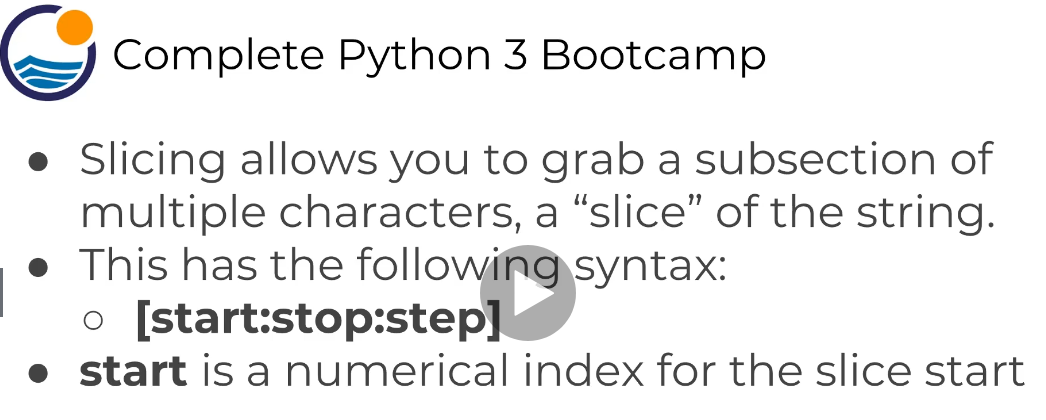 Complete Python 3 Bootcamp
● Slicing allows you to grab a subsection of
multiple characters, a “slice” of the string.
● This has the following syntax:
○ [start:stop:step]
● start is a numerical index for the slice start